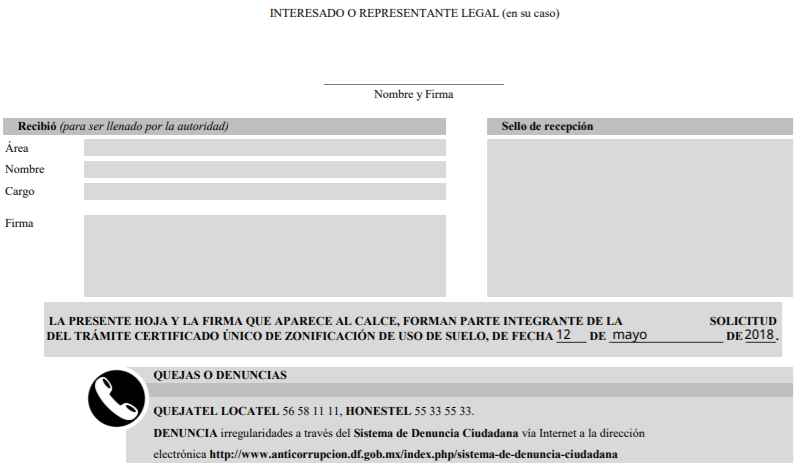 INTERESADO O REPRESENTANTE LEGAL (en su caso)
Nombre y Firma
Recibió (para ser llenado por la autoridad)
Sello de recepción
Área
Nombre
Cargo
Firma
LA PRESENTE HOJA Y LA FIRMA QUE APARECE AL CALCE, FORMAN PARTE INTEGRANTE DE LA SOLICITUD
DEL TRÁMITE CERTIFICADO ÚNICO DE ZONIFICACIÓN DE USO DE SUELO, DE FECHA 12 DE mayo DE 2018.
QUEJAS O DENUNCIAS
QUEJATEL LOCATEL 56 58 11 11, HONESTEL 55 33 55 33.
DENUNCIA irregularidades a través del Sistema de Denuncia Ciudadana vía Internet a la dirección
electrónica http://www.anticorrupcion.df.gob.mx/index.php/sistema-de-denuncia-ciudadana